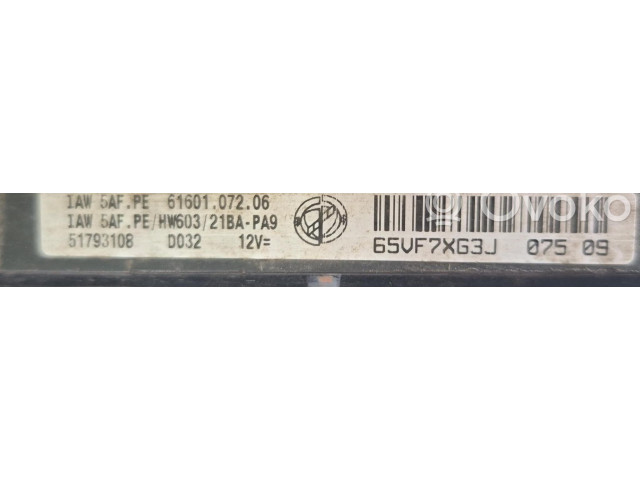 IAW 5AF.PE 61601.072.06
IAW 5AF.PE/HW603/21BA-PA9
51793108 D032 12V=
Ovoko
65VF7XG3J 075 09